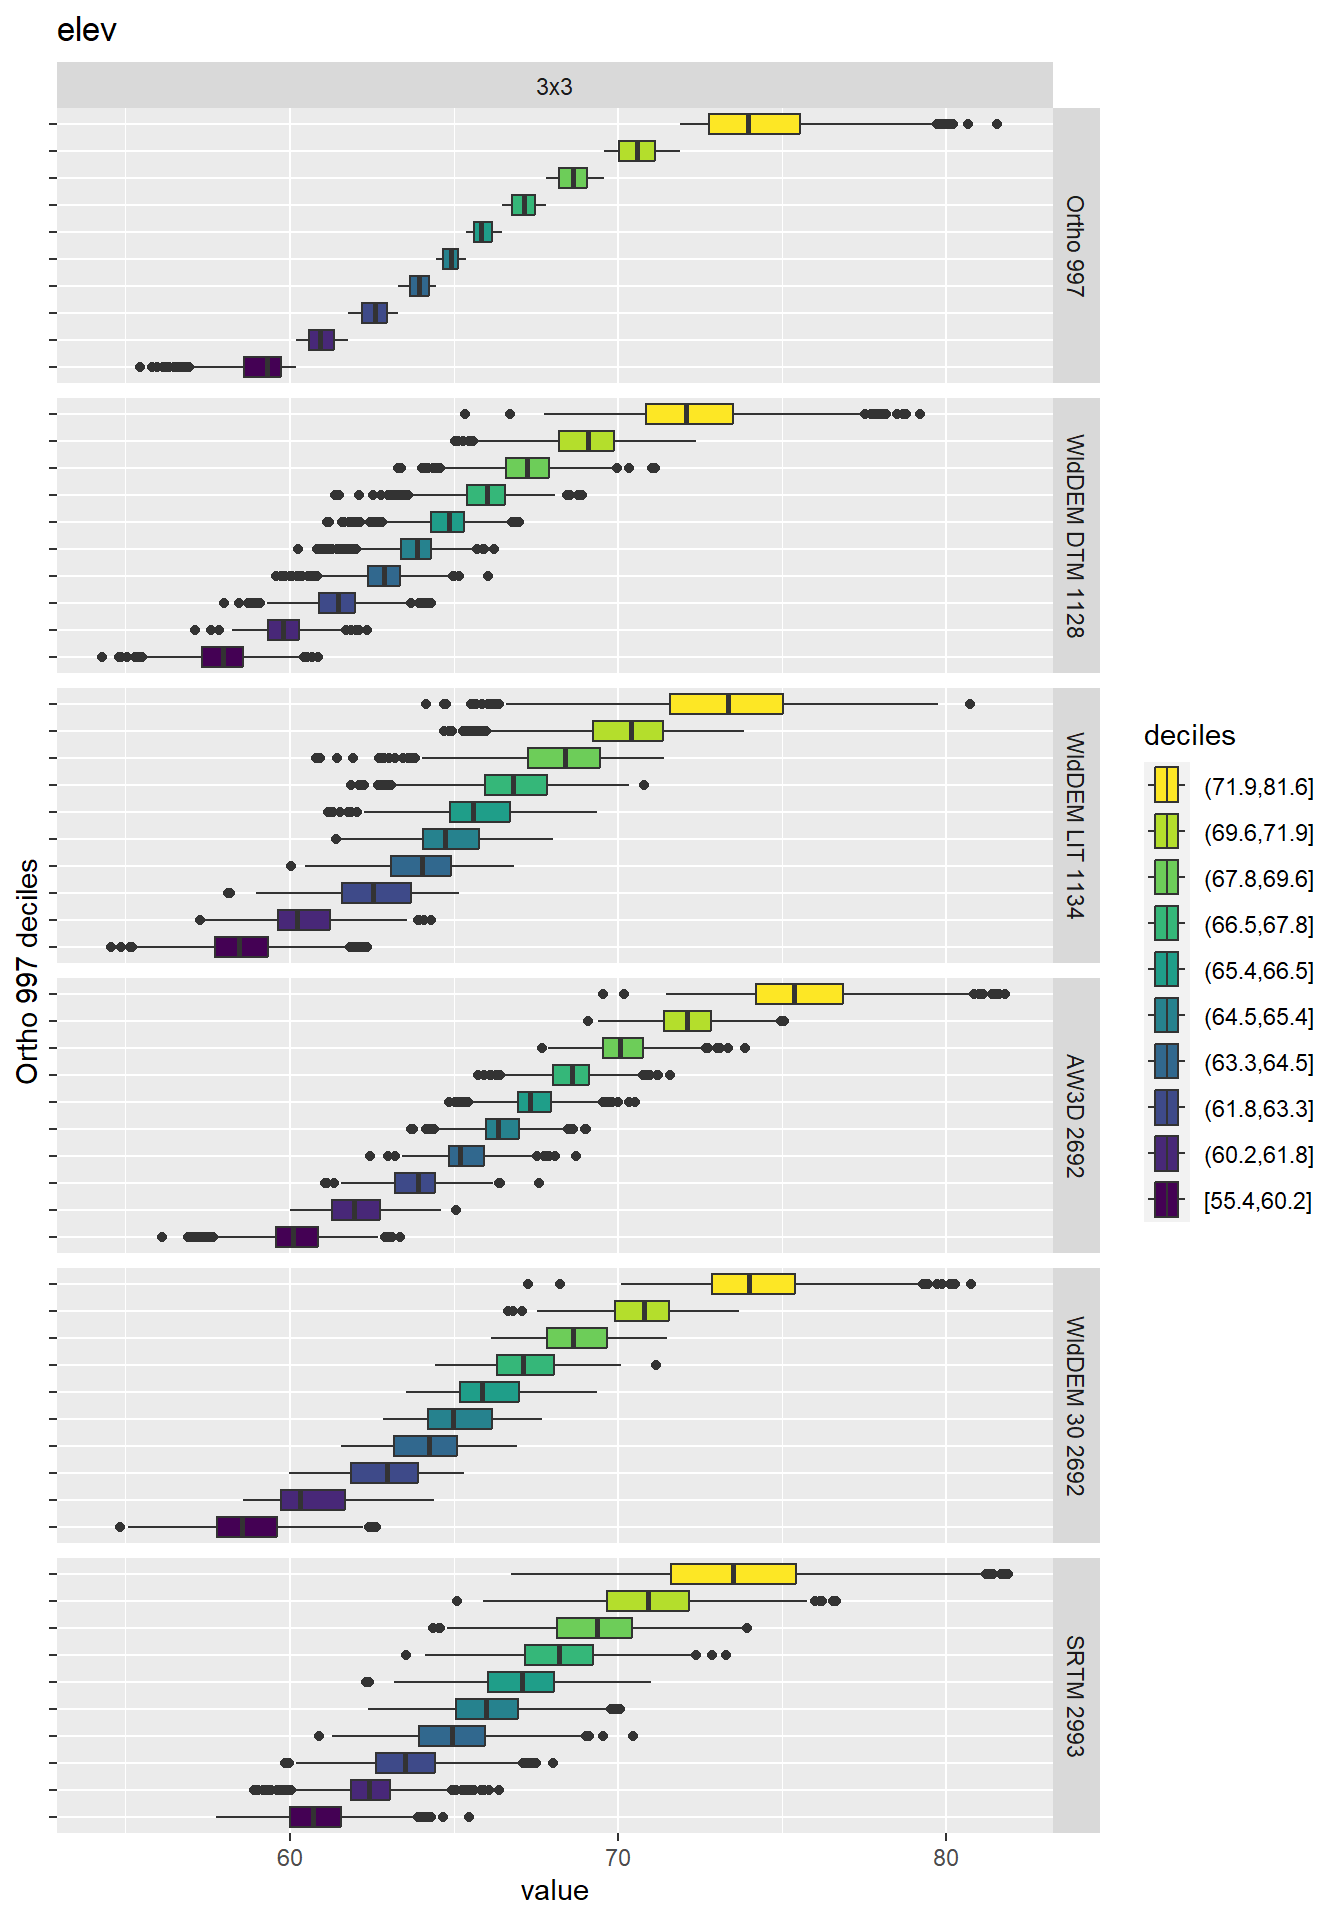 elev
3x3
Ortho 997
WldDEM DTM 1128
WldDEM LIT 1134
AW3D 2692
WldDEM 30 2692
SRTM 2993
Ortho 997 deciles
60 70 80
value
deciles
(71.9,81.6]
(69.6,71.9]
(67.8,69.6]
(66.5,67.8]
(65.4,66.5]
(64.5,65.4]
(63.3,64.5]
(61.8,63.3]
(60.2,61.8]
[55.4,60.2]